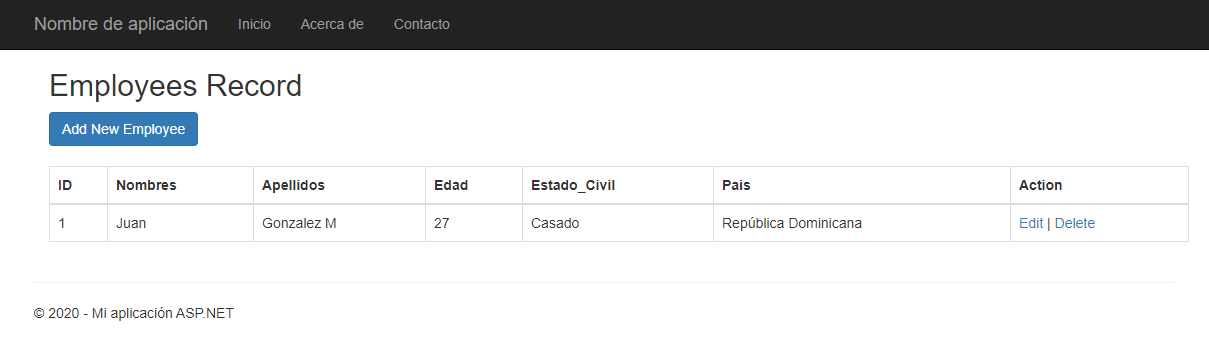 Nombre de aplicación Inicio Acerca de Contacto
Employees Record
Add New Employee
ID Nombres Apellidos Edad Estado_Civil Pais Action
1 Juan Gonzalez M 27 Casado República Dominicana Edit | Delete
© 2020 - Mi aplicación ASP.NET